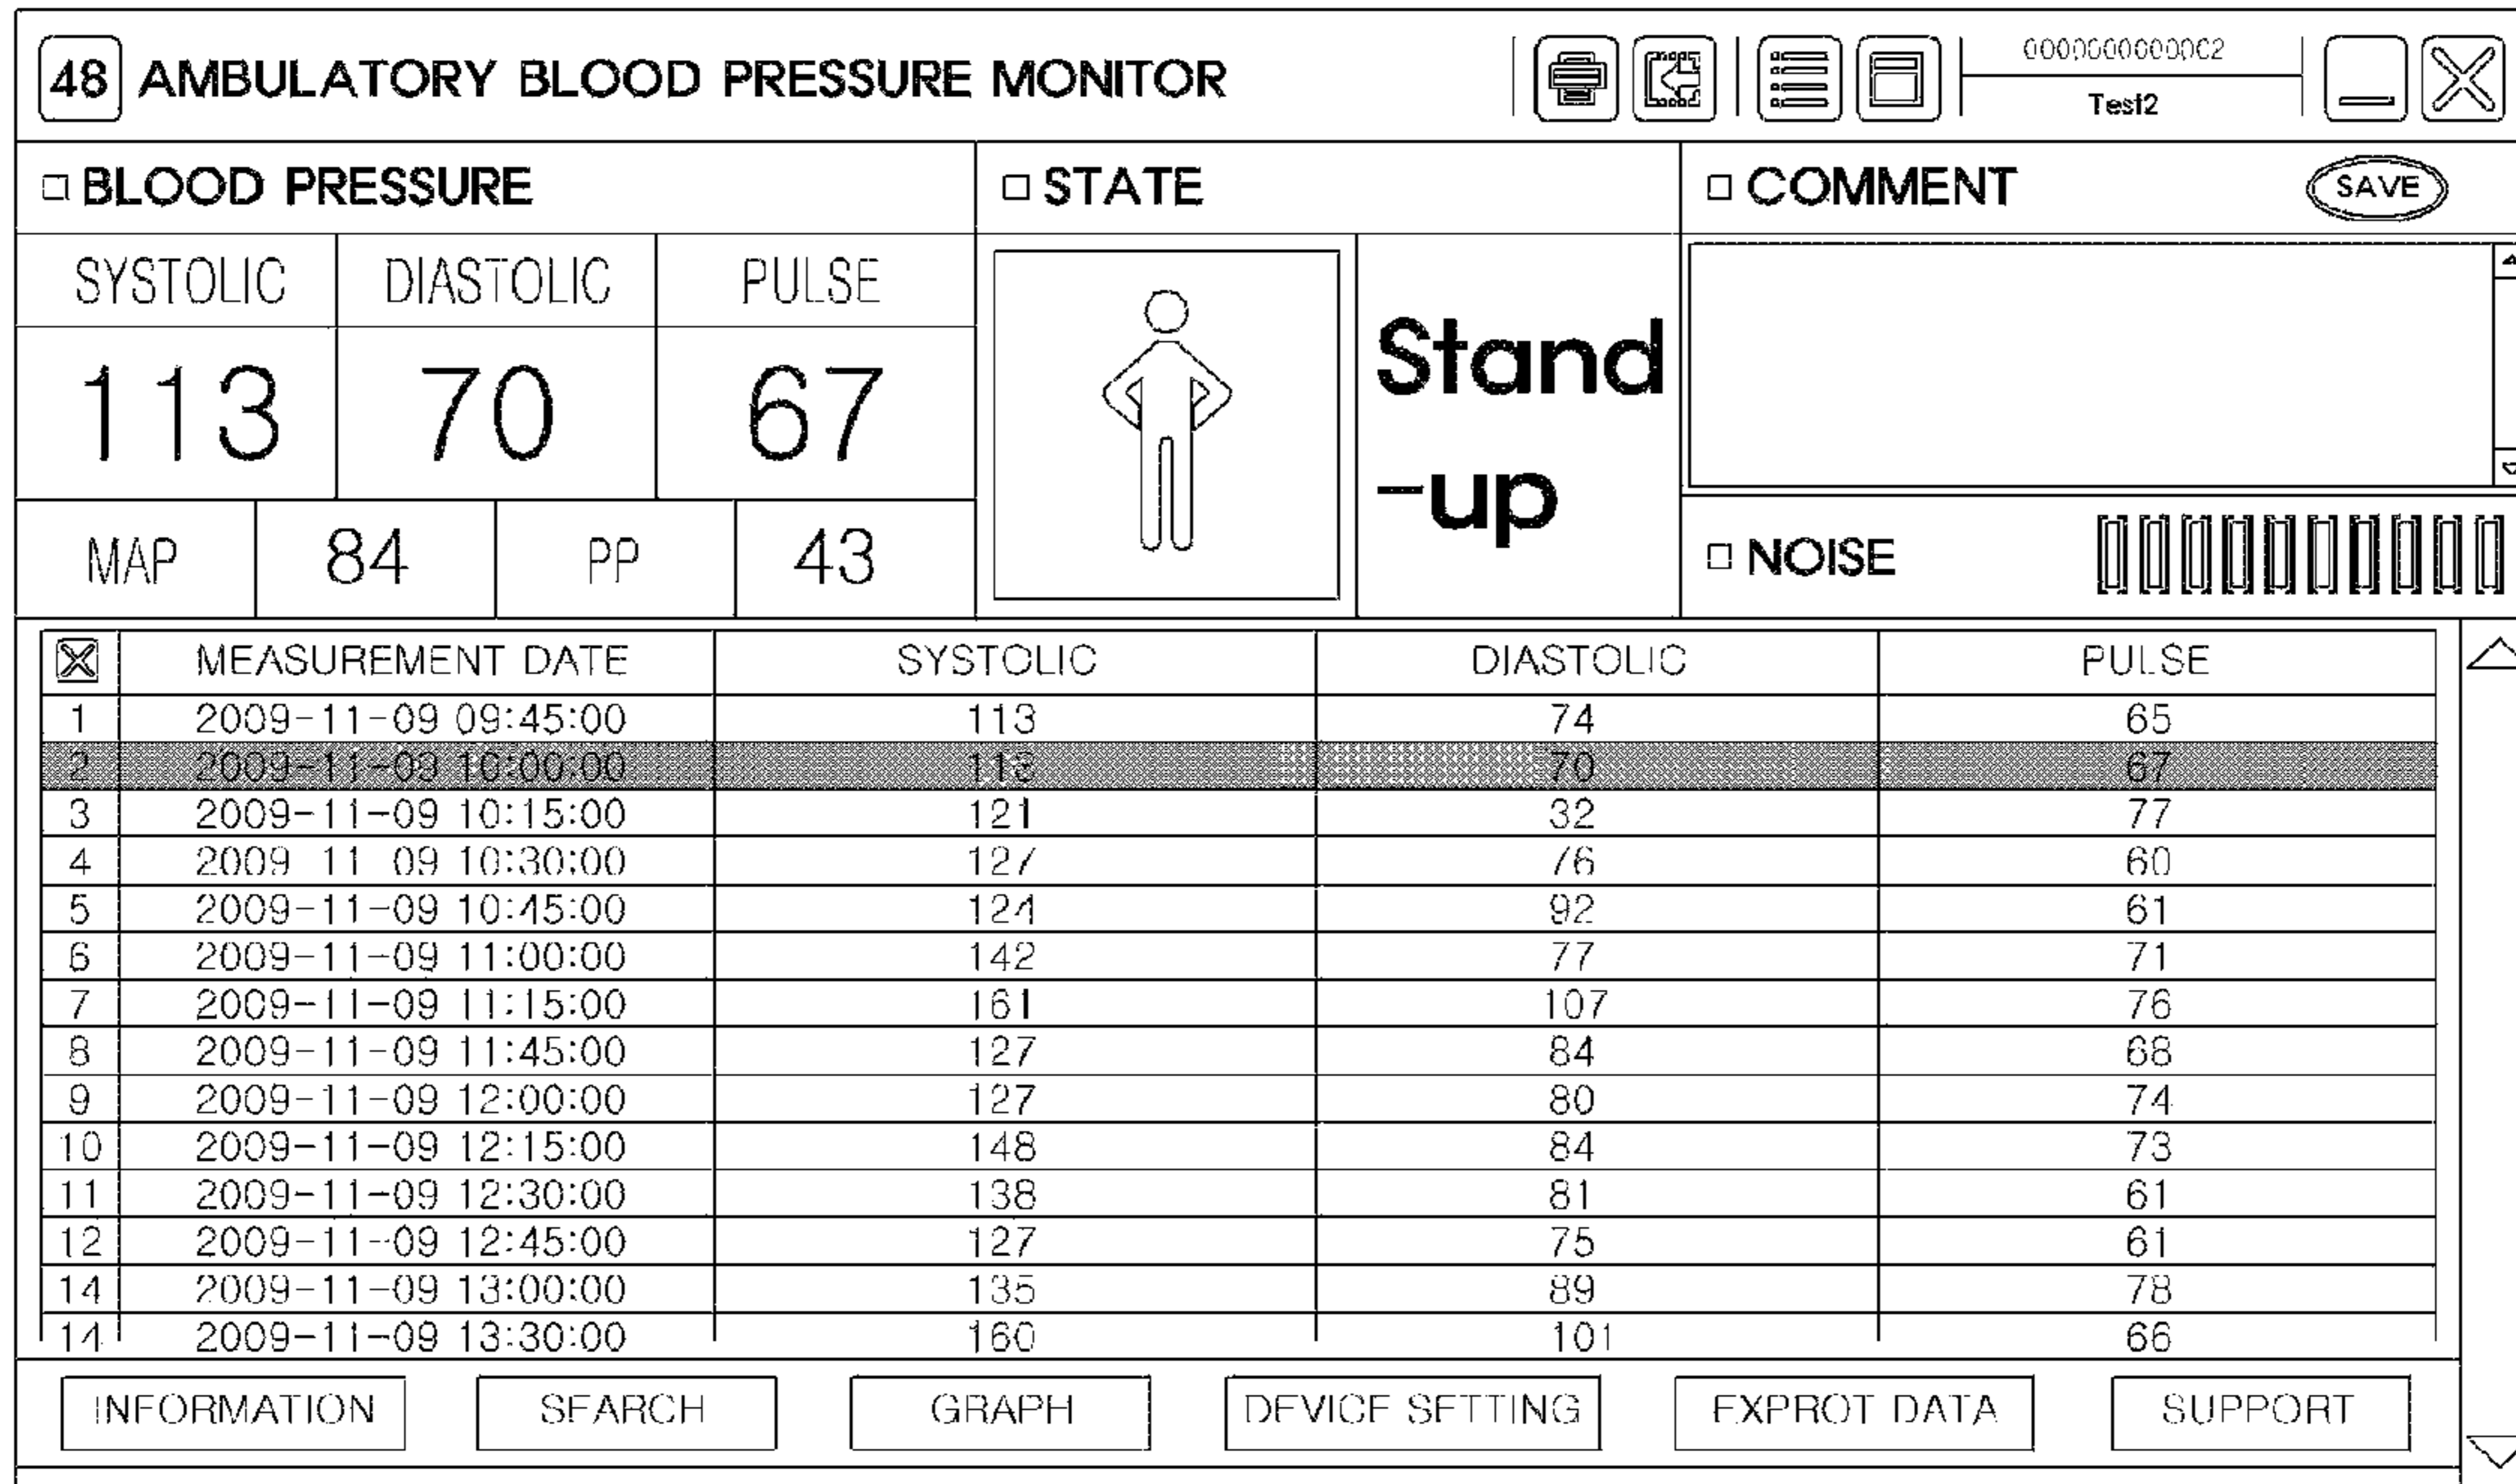 48 AMBULATORY BLOOD PRESSURE MONITOR
Test2
BLOOD PRESSURE
STATE
COMMENT SAVE
SYSTOLIC DIASTOLIC PULSE
113 70 67
Stand
-up
MAP 84 PP 43
NOISE
MEASUREMENT DATE SYSTOLIC DIASTOLIC PULSE
1 2009-11-09 09:45:00 113 74 65
2 2009-11-09 10:00:00 113 70 67
3 2009-11-09 10:15:00 121 32 77
4 2009 11 09 10:30:00 127 76 60
5 2009-11-09 10:45:00 124 92 61
6 2009-11-09 11:00:00 142 77 71
7 2009-11-09 11:15:00 161 107 76
8 2009-11-09 11:45:00 127 84 68
9 2009-11-09 12:00:00 127 80 74
10 2009-11-09 12:15:00 148 84 73
11 2009-11-09 12:30:00 138 81 61
12 2009-11-09 12:45:00 127 75 61
14 2009-11-09 13:00:00 135 89 78
14 2009-11-09 13:30:00 160 101 66
INFORMATION SEARCH GRAPH DEVICE SETTING EXPROT DATA SUPPORT